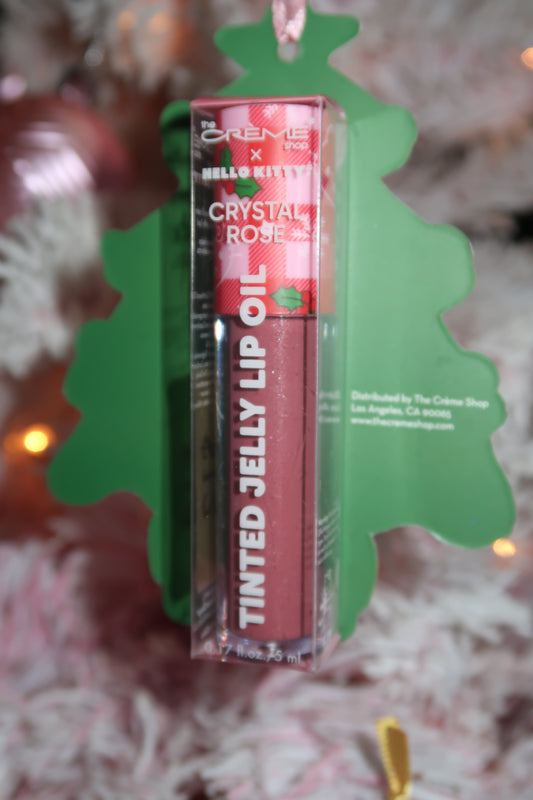 the
CRÈME
shop
×
HELLO KITTY
CRYSTAL
ROSE
TINTED JELLY LIP OIL
0.17 fl.oz./5 ml
Distributed by The Crème Shop
Los Angeles, CA 90065
www.thecremeshop.com